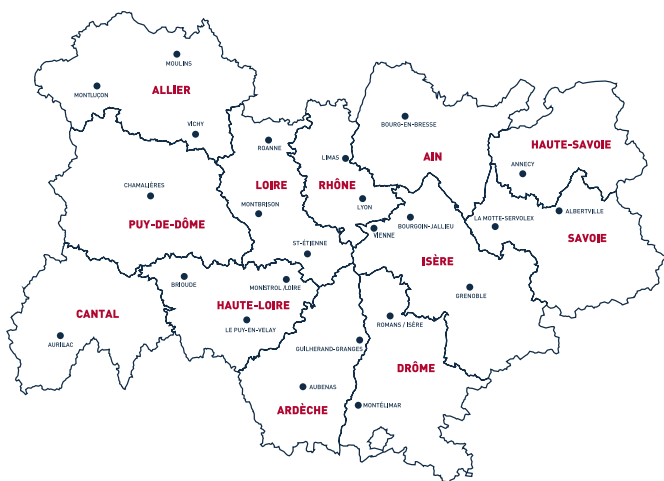 MOULINS
MONTLUÇON
ALLIER
VICHY
BOURG-EN-BRESSE
AIN
HAUTE-SAVOIE
ANNECY
ROANNE
LIMAS
LOIRE
RHÔNE
CHAMALIÈRES
PUY-DE-DÔME
MONTBRISON
LYON
VIENNE
BOURGOIN-JALLIEU
LA MOTTE-SERVOLEX
ALBERTVILLE
SAVOIE
ST-ÉTIENNE
ISÈRE
BRIOUDE
MONISTROL /LOIRE
GRENOBLE
HAUTE-LOIRE
CANTAL
LE PUY-EN-VELAY
ROMANS / ISÈRE
AURILAC
GUILHERAND-GRANGES
DRÔME
AUBENAS
ARDÈCHE
MONTÉLIMAR